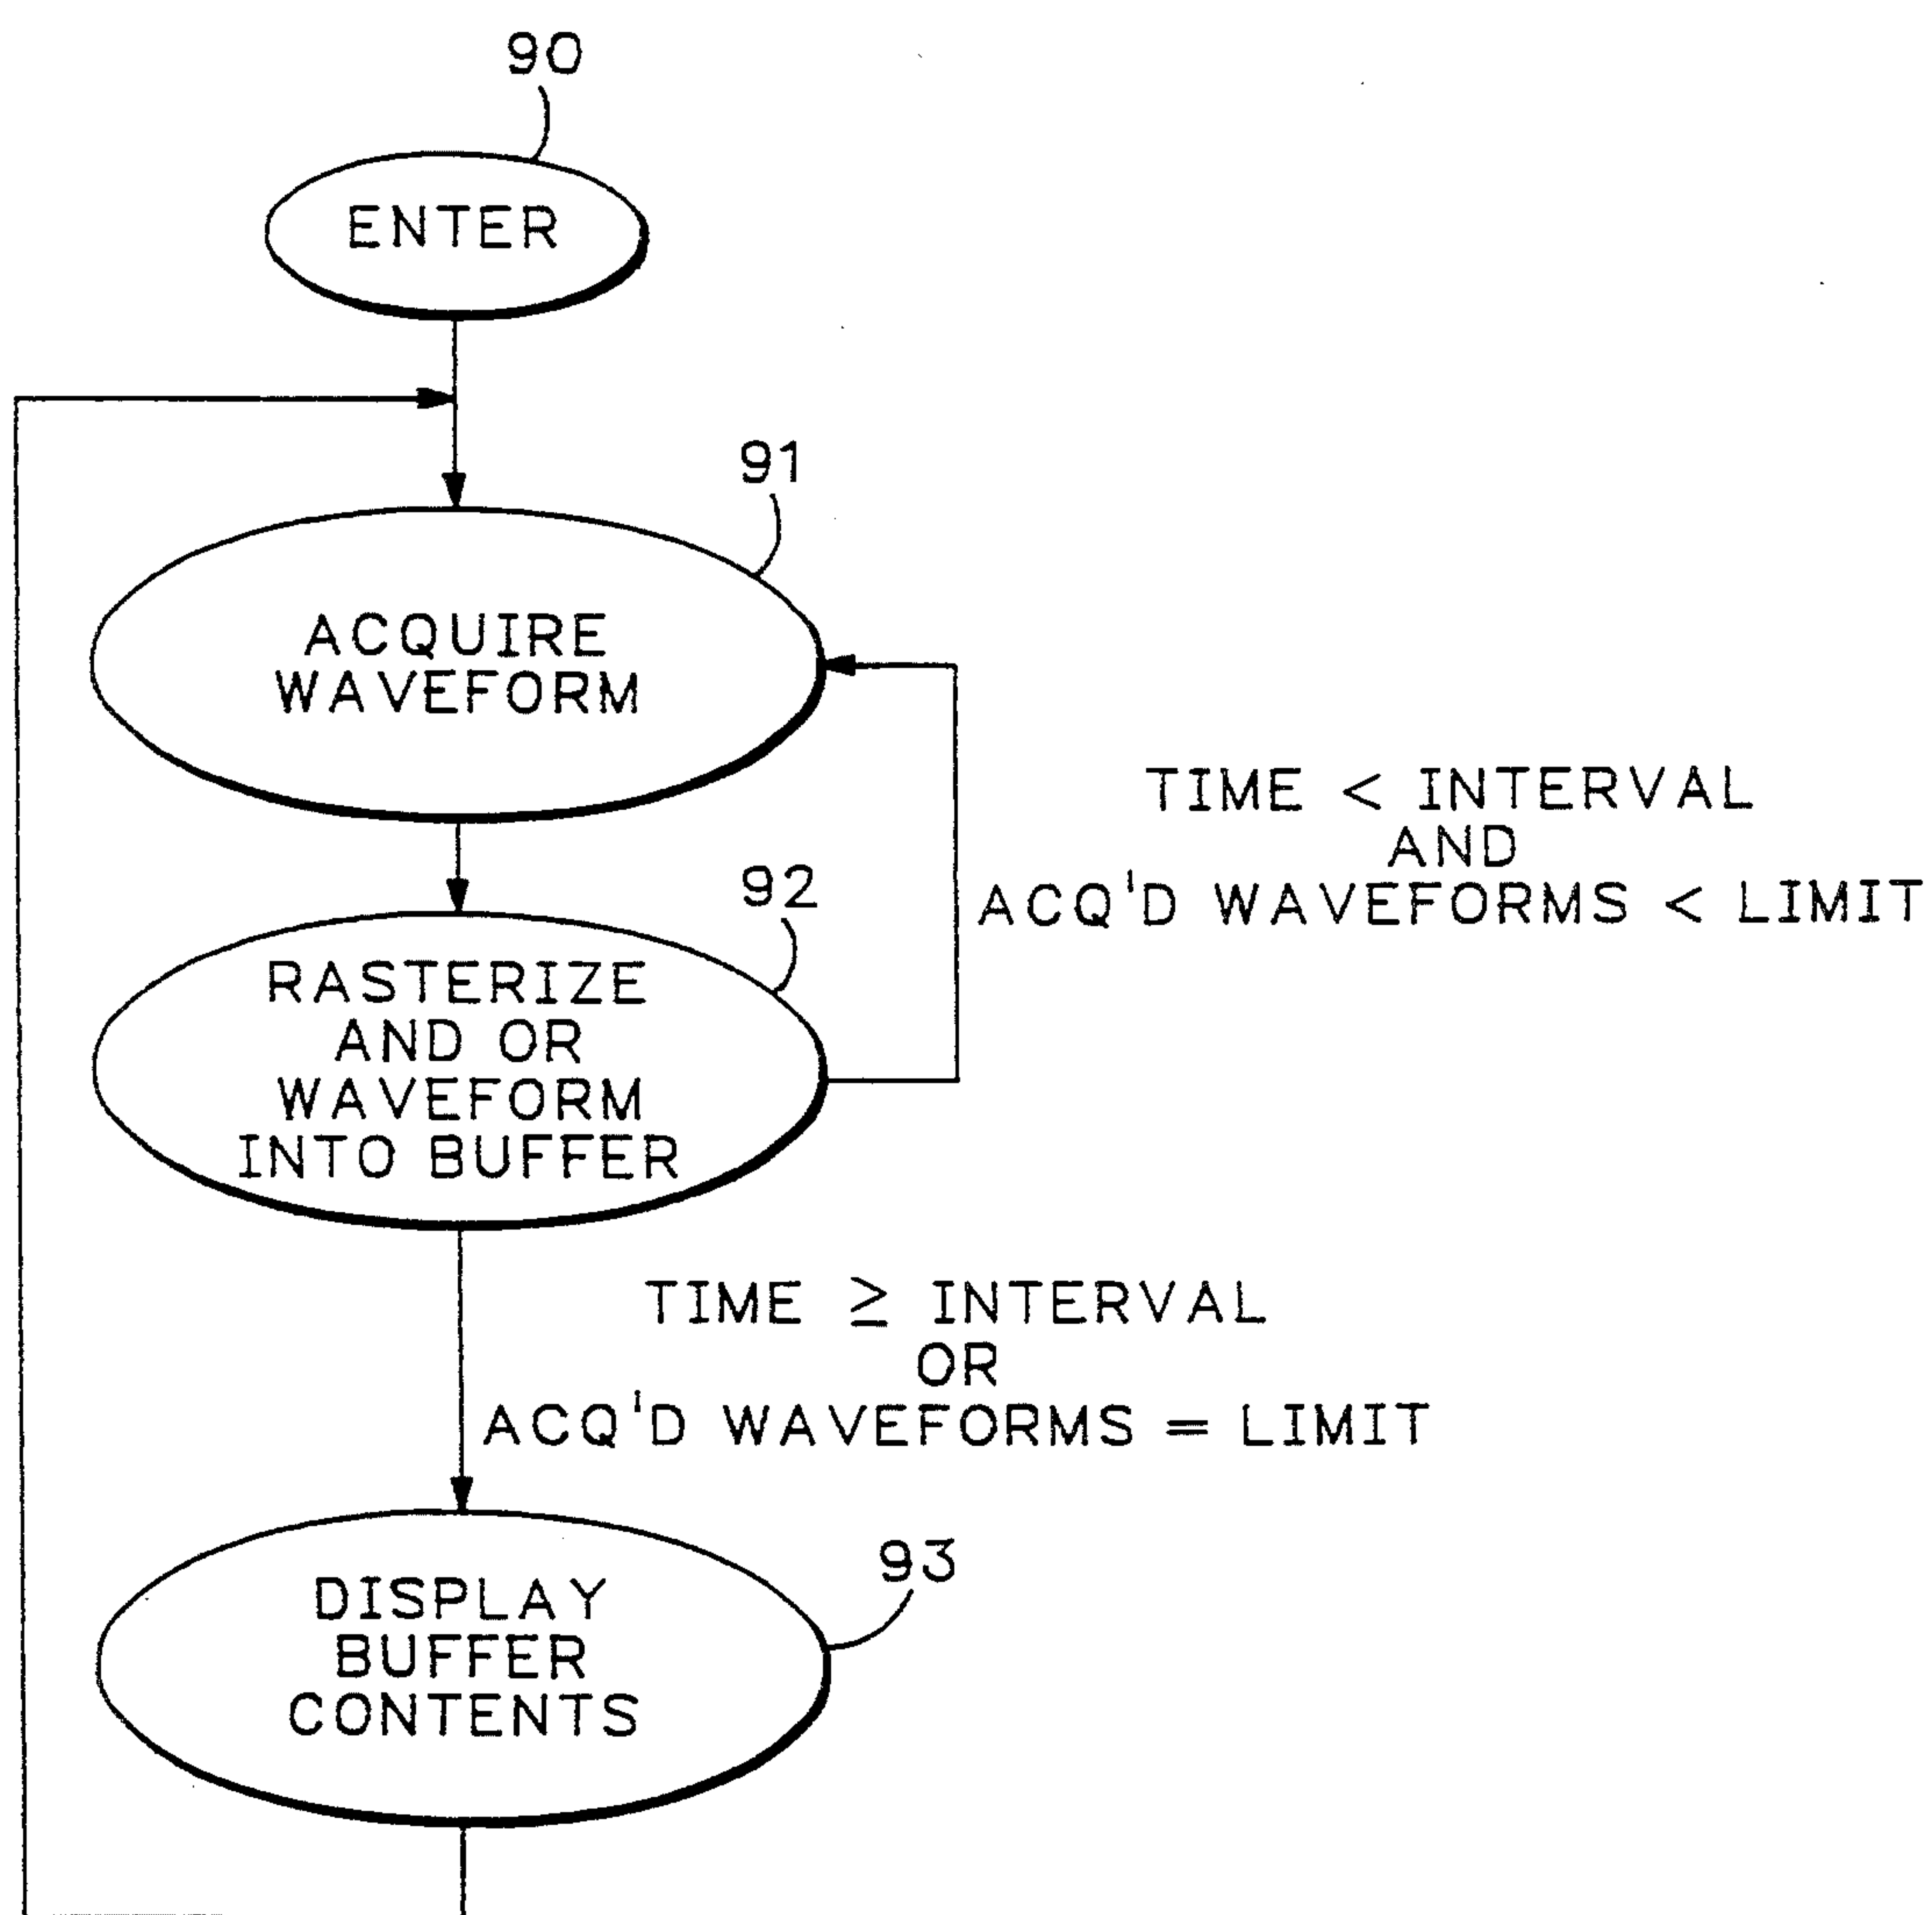 90
ENTER
91
ACQUIRE
WAVEFORM
TIME < INTERVAL
AND
ACQ'D WAVEFORMS < LIMIT
92
RASTERIZE
AND OR
WAVEFORM
INTO BUFFER
TIME ≥ INTERVAL
OR
ACQ'D WAVEFORMS = LIMIT
93
DISPLAY
BUFFER
CONTENTS